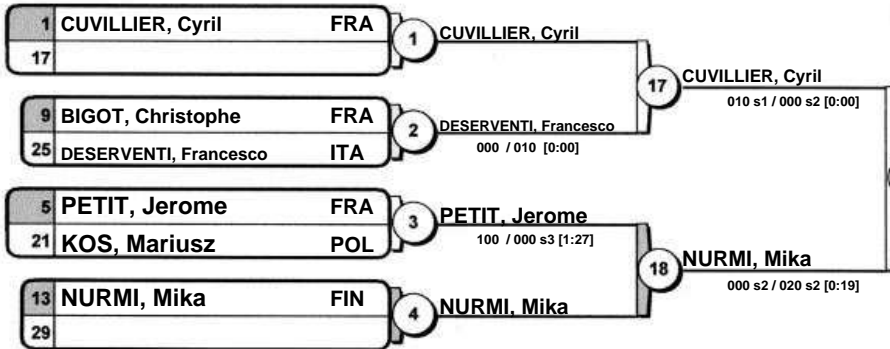 1 CUVILLIER, Cyril FRA
17
1 CUVILLIER, Cyril
9 BIGOT, Christophe FRA
25 DESERVENTI, Francesco ITA
2 DESERVENTI, Francesco
000 / 010 [0:00]
17 CUVILLIER, Cyril
010 s1 / 000 s2 [0:00]
5 PETIT, Jerome FRA
21 KOS, Mariusz POL
3 PETIT, Jerome
100 / 000 s3 [1:27]
13 NURMI, Mika FIN
29
4 NURMI, Mika
18 NURMI, Mika
000 s2 / 020 s2 [0:19]